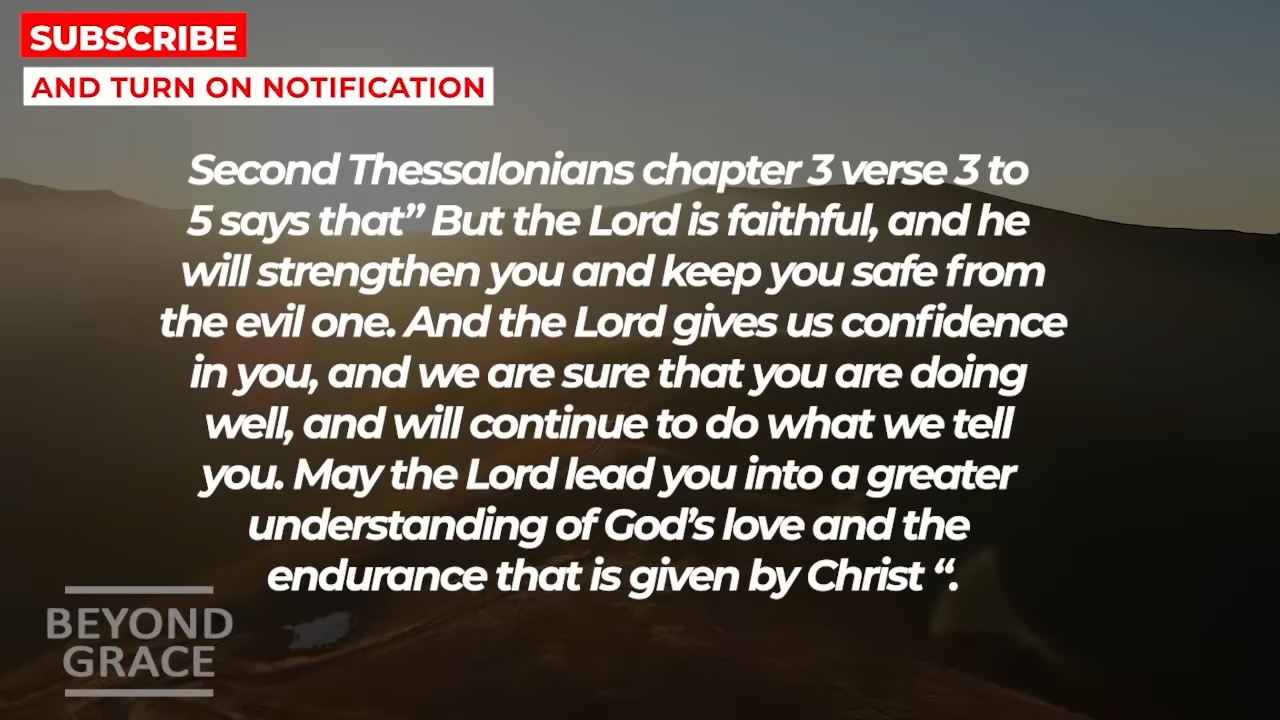 SUBSCRIBE
AND TURN ON NOTIFICATION
Second Thessalonians chapter 3 verse 3 to
5 says that” But the Lord is faithful, and he
will strengthen you and keep you safe from
the evil one. And the Lord gives us confidence
in you, and we are sure that you are doing
well, and will continue to do what we tell
you. May the Lord lead you into a greater
understanding of God’s love and the
endurance that is given by Christ “.
BEYOND
GRACE